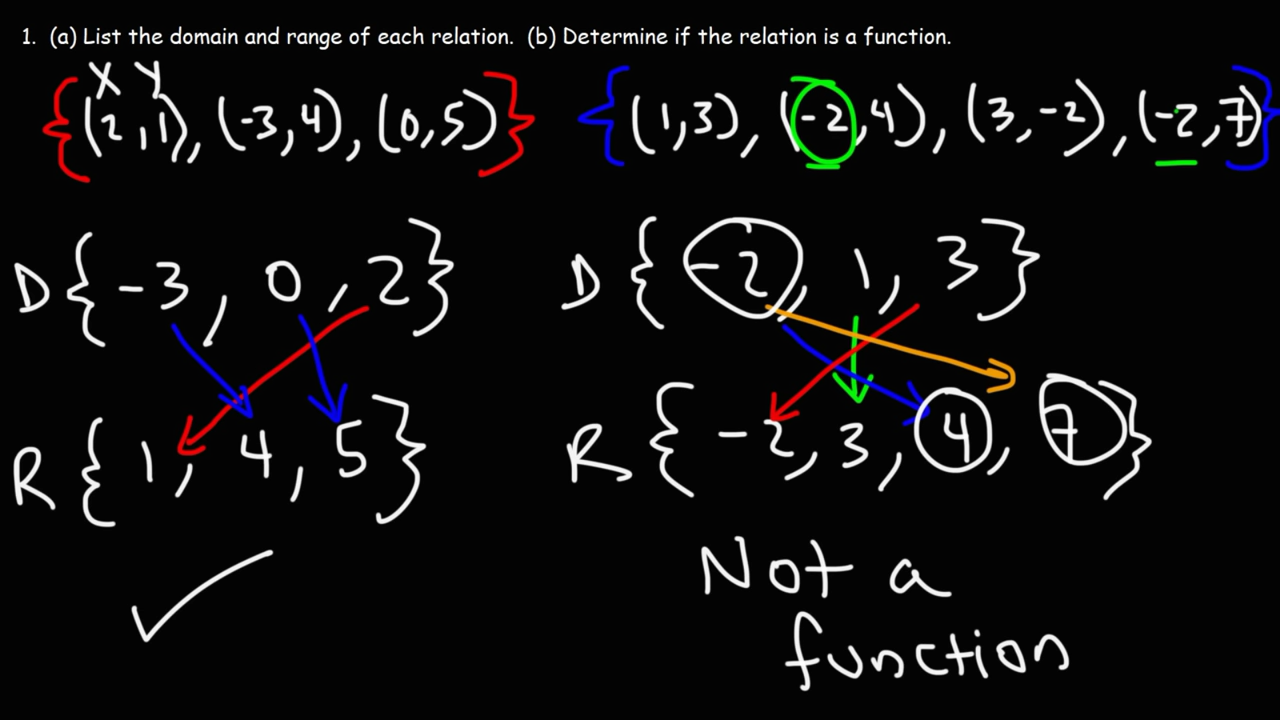 1. (a) List the domain and range of each relation. (b) Determine if the relation is a function.
X Y
{(2,1), (-3,4), (0,5)} {(1,3), (-2,4), (3,-2), (-2,7)}
D{-3, 0, 2} D{-2, 1, 3}
R{1, 4, 5} R{-2, 3, 4, 7}
Not a
function